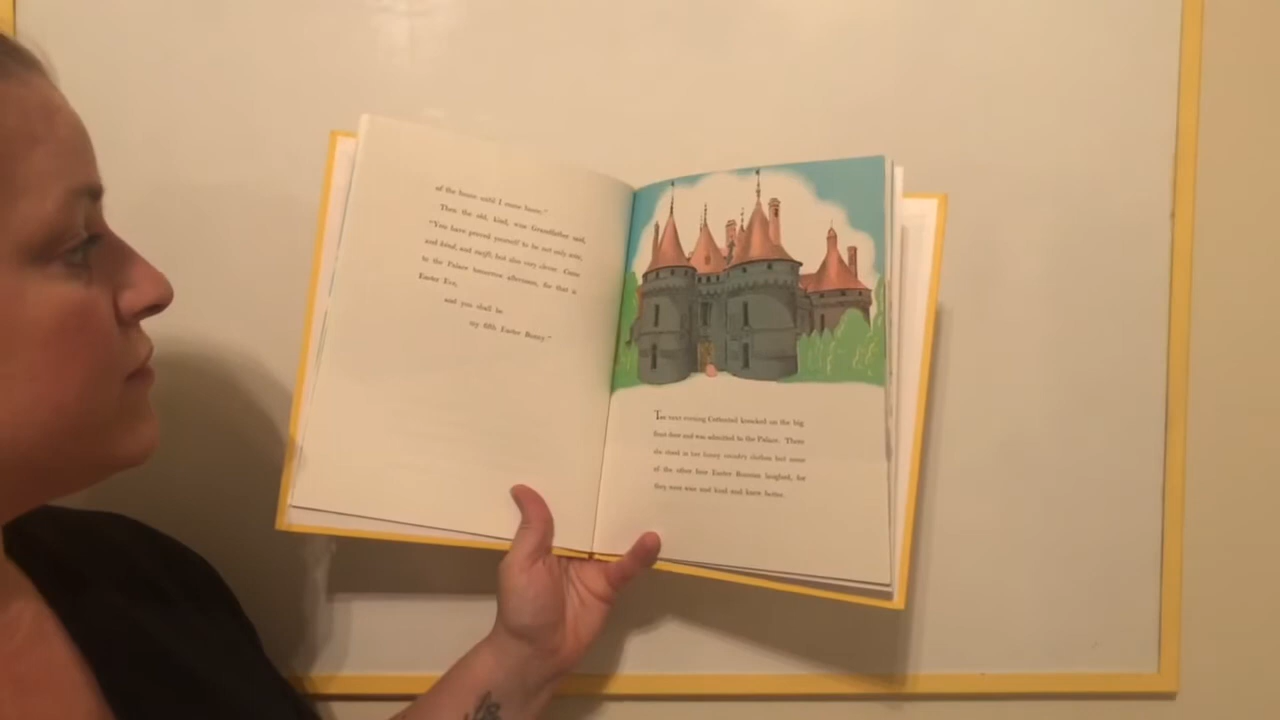 of the house until I come home."
Then the old, kind, wise Grandfather said,
"You have proved yourself to be not only wise,
and kind, and swift, but also very clever. Come
to the Palace tomorrow afternoon, for that is
Easter Eve,
and you shall be
my fifth Easter Bunny."
The next evening Cottontail knocked on the big
front door and was admitted to the Palace. There
she stood in her funny country clothes but none
of the other four Easter Bunnies laughed, for
they were wise and kind and knew better.